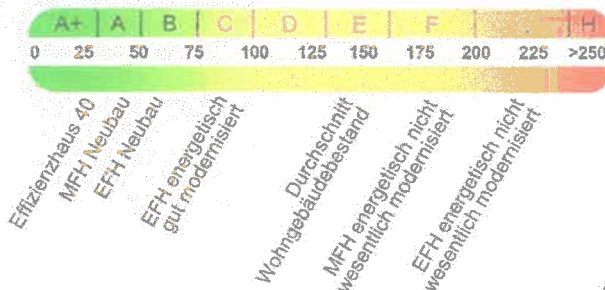 A+ A B C D E F H
0 25 50 75 100 125 150 175 200 225 >250
Effizienzhaus 40
MFH Neubau
EFH Neubau
EFH energetisch
gut modernisiert
Durchschnitt
Wohngebäudebestand
MFH energetisch nicht
wesentlich modernisiert
EFH energetisch nicht
wesentlich modernisiert